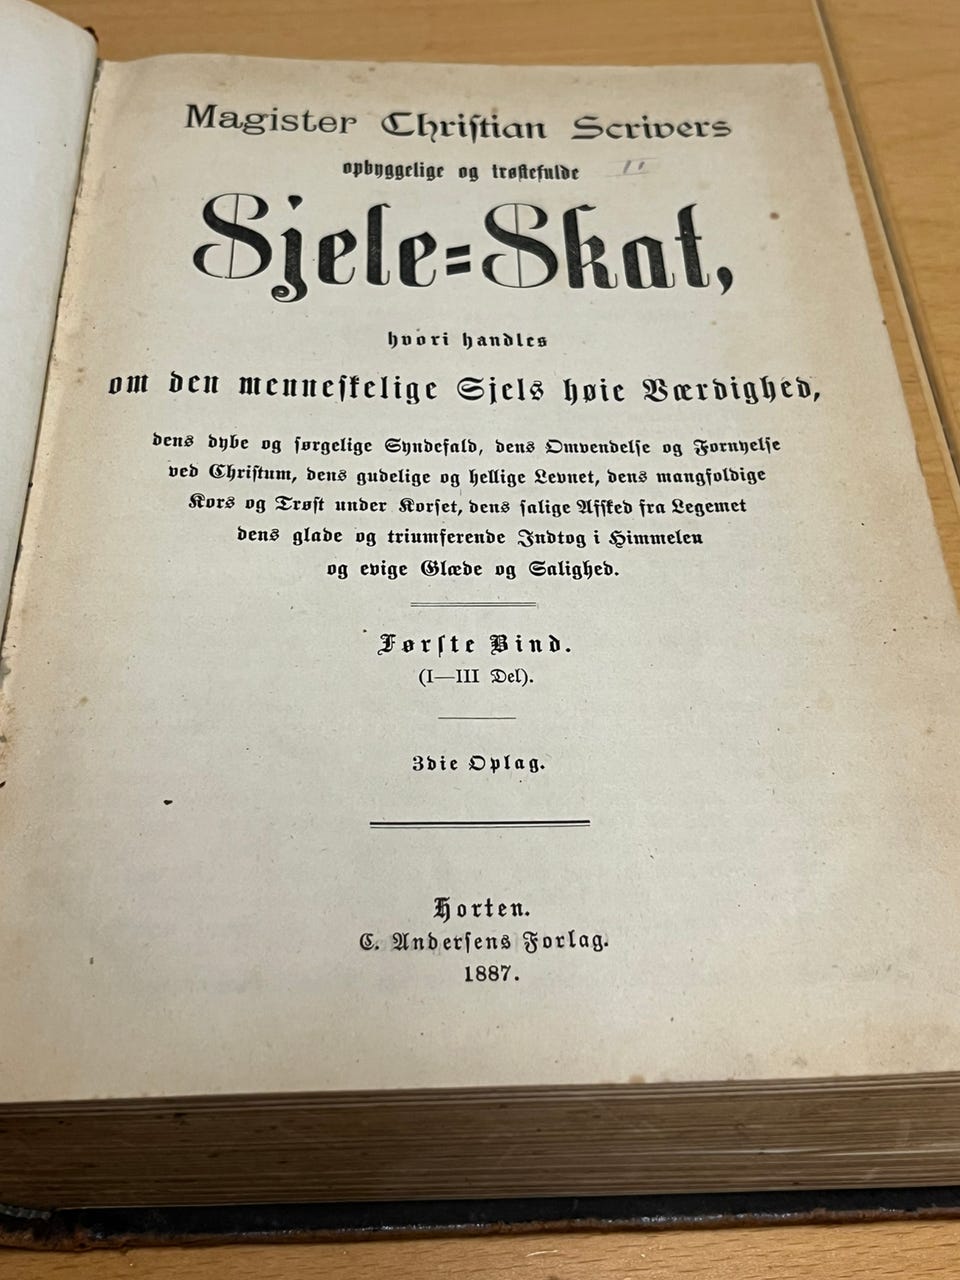 Magister Christian Scrivers
opbyggelige og trøstefulde
Sjele=Skat,
hvori handles
om den menneskelige Sjels høie Værdighed,
dens dybe og sørgelige Syndefald, dens Omvendelse og Fornyelse
ved Christum, dens gudelige og hellige Levnet, dens mangfoldige
Kors og Trøst under Korset, dens salige Afsked fra Legemet
dens glade og triumferende Indtog i Himmelen
og evige Glæde og Salighed.
Første Bind.
(I—III Del).
3die Oplag.
Horten.
C. Andersens Forlag.
1887.